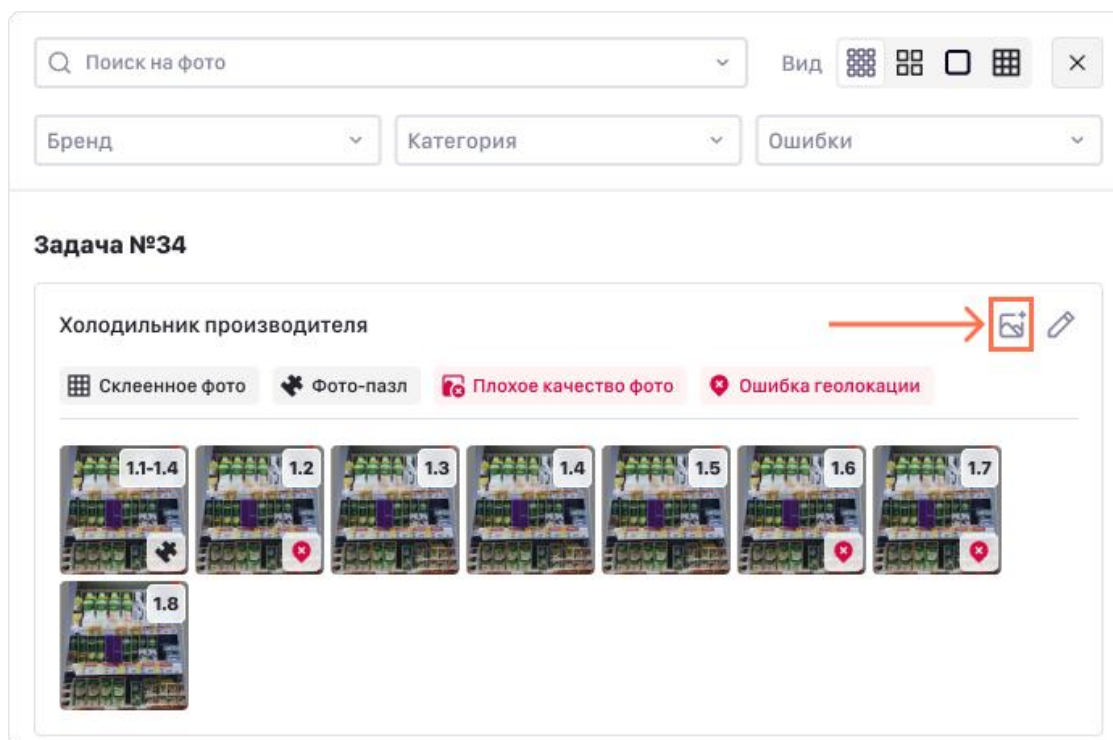 Поиск на фото
Вид
Бренд
Категория
Ошибки
Задача №34
Холодильник производителя
Склеенное фото
Фото-пазл
Плохое качество фото
Ошибка геолокации
1.1-1.4
1.2
1.3
1.4
1.5
1.6
1.7
1.8